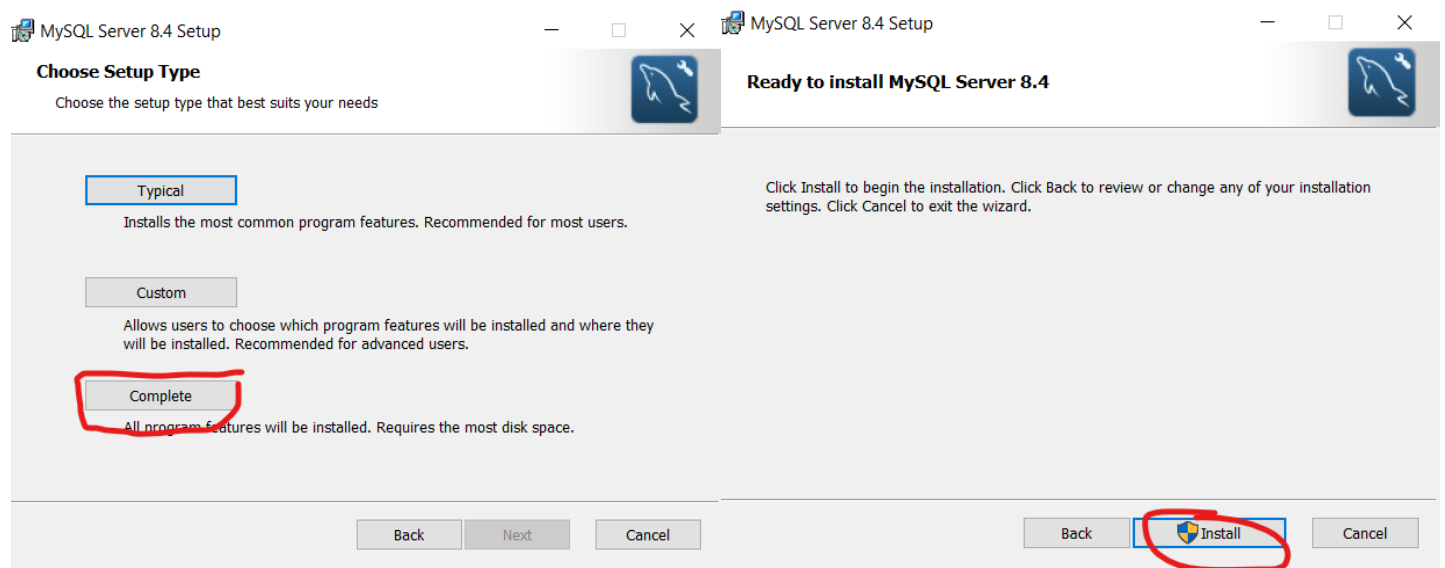 MySQL Server 8.4 Setup
Choose Setup Type
Choose the setup type that best suits your needs
Typical
Installs the most common program features. Recommended for most users.
Custom
Allows users to choose which program features will be installed and where they
will be installed. Recommended for advanced users.
Complete
All program features will be installed. Requires the most disk space.
Back Next Cancel
MySQL Server 8.4 Setup
Ready to install MySQL Server 8.4
Click Install to begin the installation. Click Back to review or change any of your installation
settings. Click Cancel to exit the wizard.
Back Install Cancel